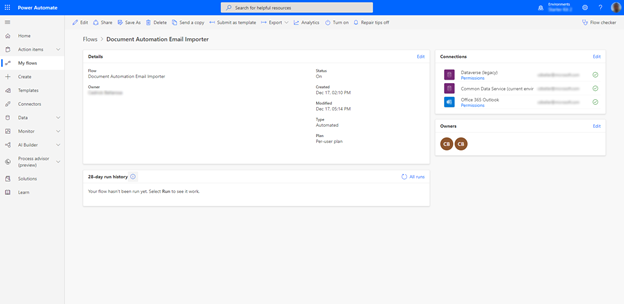 Power Automate
Search for helpful resources
Environments
Edit
Share
Save As
Delete
Send a copy
Submit as template
Export
Analytics
Turn on
Repair tips off
Flow checker
Home
Action items
My flows
Create
Templates
Connectors
Data
Monitor
AI Builder
Process advisor
(preview)
Solutions
Learn
Flows > Document Automation Email Importer
Details
Edit
Flow
Document Automation Email Importer
Owner
Status
On
Created
Dec 17, 02:10 PM
Modified
Dec 17, 05:14 PM
Type
Automated
Plan
Per-user plan
28-day run history
All runs
Your flow hasn't been run yet. Select Run to see it work.
Connections
Edit
Dataverse (legacy)
Permissions
Common Data Service (current envir
Office 365 Outlook
Permissions
Owners
Edit
CB
CB